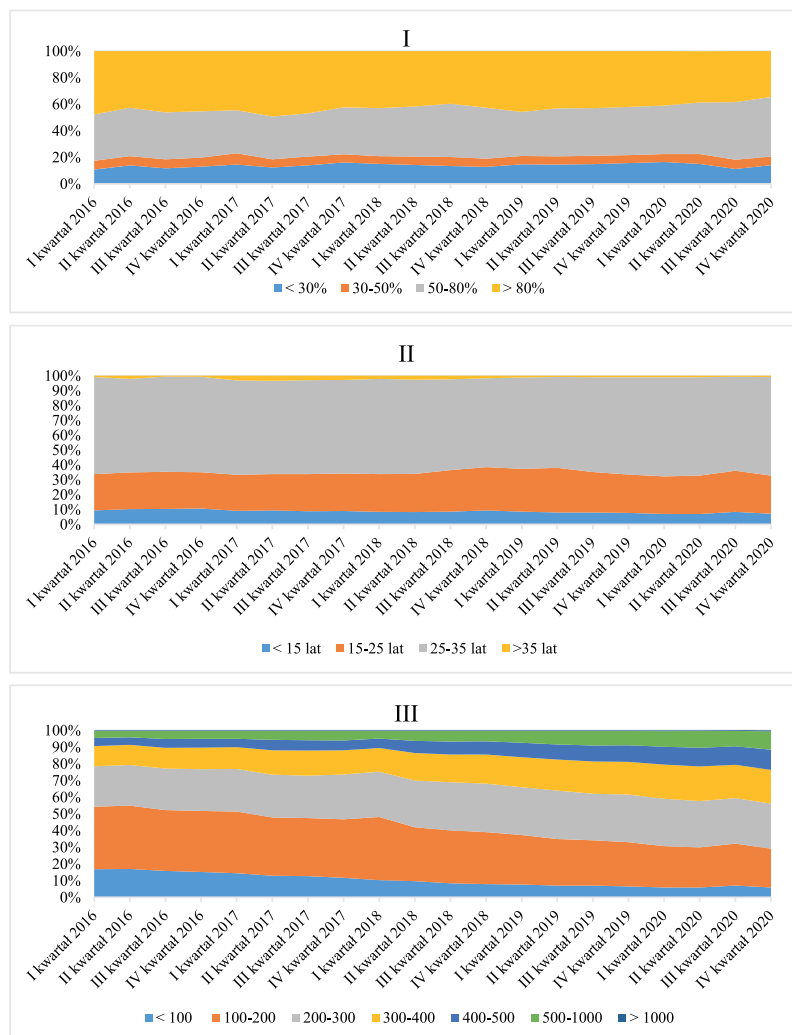 I
100%
80%
60%
40%
20%
0%
I kwartał 2016
II kwartał 2016
III kwartał 2016
IV kwartał 2016
I kwartał 2017
II kwartał 2017
III kwartał 2017
IV kwartał 2017
I kwartał 2018
II kwartał 2018
III kwartał 2018
IV kwartał 2018
I kwartał 2019
II kwartał 2019
III kwartał 2019
IV kwartał 2019
I kwartał 2020
II kwartał 2020
III kwartał 2020
IV kwartał 2020
< 30% 30-50% 50-80% > 80%
II
100%
90%
80%
70%
60%
50%
40%
30%
20%
10%
0%
I kwartał 2016
II kwartał 2016
III kwartał 2016
IV kwartał 2016
I kwartał 2017
II kwartał 2017
III kwartał 2017
IV kwartał 2017
I kwartał 2018
II kwartał 2018
III kwartał 2018
IV kwartał 2018
I kwartał 2019
II kwartał 2019
III kwartał 2019
IV kwartał 2019
I kwartał 2020
II kwartał 2020
III kwartał 2020
IV kwartał 2020
< 15 lat 15-25 lat 25-35 lat >35 lat
III
100%
90%
80%
70%
60%
50%
40%
30%
20%
10%
0%
I kwartał 2016
II kwartał 2016
III kwartał 2016
IV kwartał 2016
I kwartał 2017
II kwartał 2017
III kwartał 2017
IV kwartał 2017
I kwartał 2018
II kwartał 2018
III kwartał 2018
IV kwartał 2018
I kwartał 2019
II kwartał 2019
III kwartał 2019
IV kwartał 2019
I kwartał 2020
II kwartał 2020
III kwartał 2020
IV kwartał 2020
< 100 100-200 200-300 300-400 400-500 500-1000 > 1000